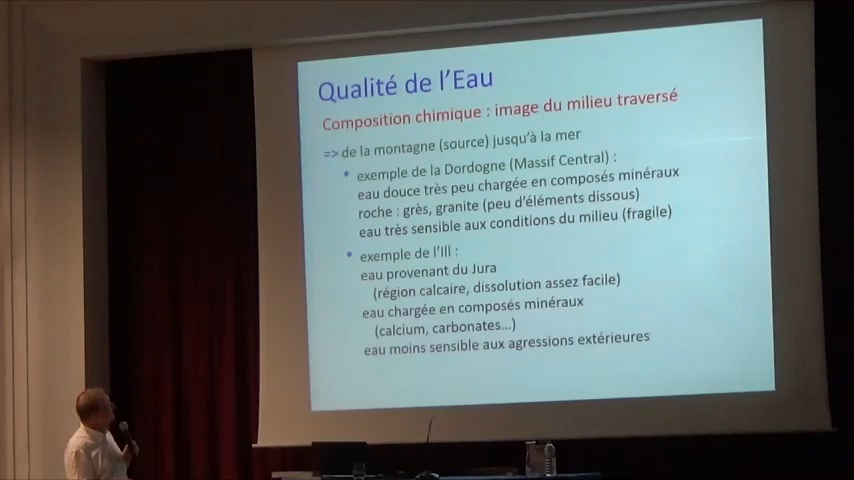 Qualité de l'Eau
Composition chimique : image du milieu traversé
=> de la montagne (source) jusqu'à la mer
* exemple de la Dordogne (Massif Central) :
eau douce très peu chargée en composés minéraux
roche : grès, granite (peu d'éléments dissous)
eau très sensible aux conditions du milieu (fragile)
* exemple de l'Ill :
eau provenant du Jura
(région calcaire, dissolution assez facile)
eau chargée en composés minéraux
(calcium, carbonates...)
eau moins sensible aux agressions extérieures